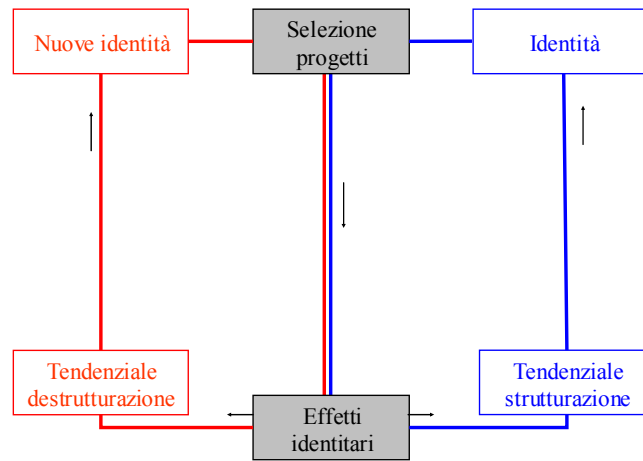 Nuove identità
Selezione
progetti
Identità
Tendenziale
destrutturazione
Effetti
identitari
Tendenziale
strutturazione